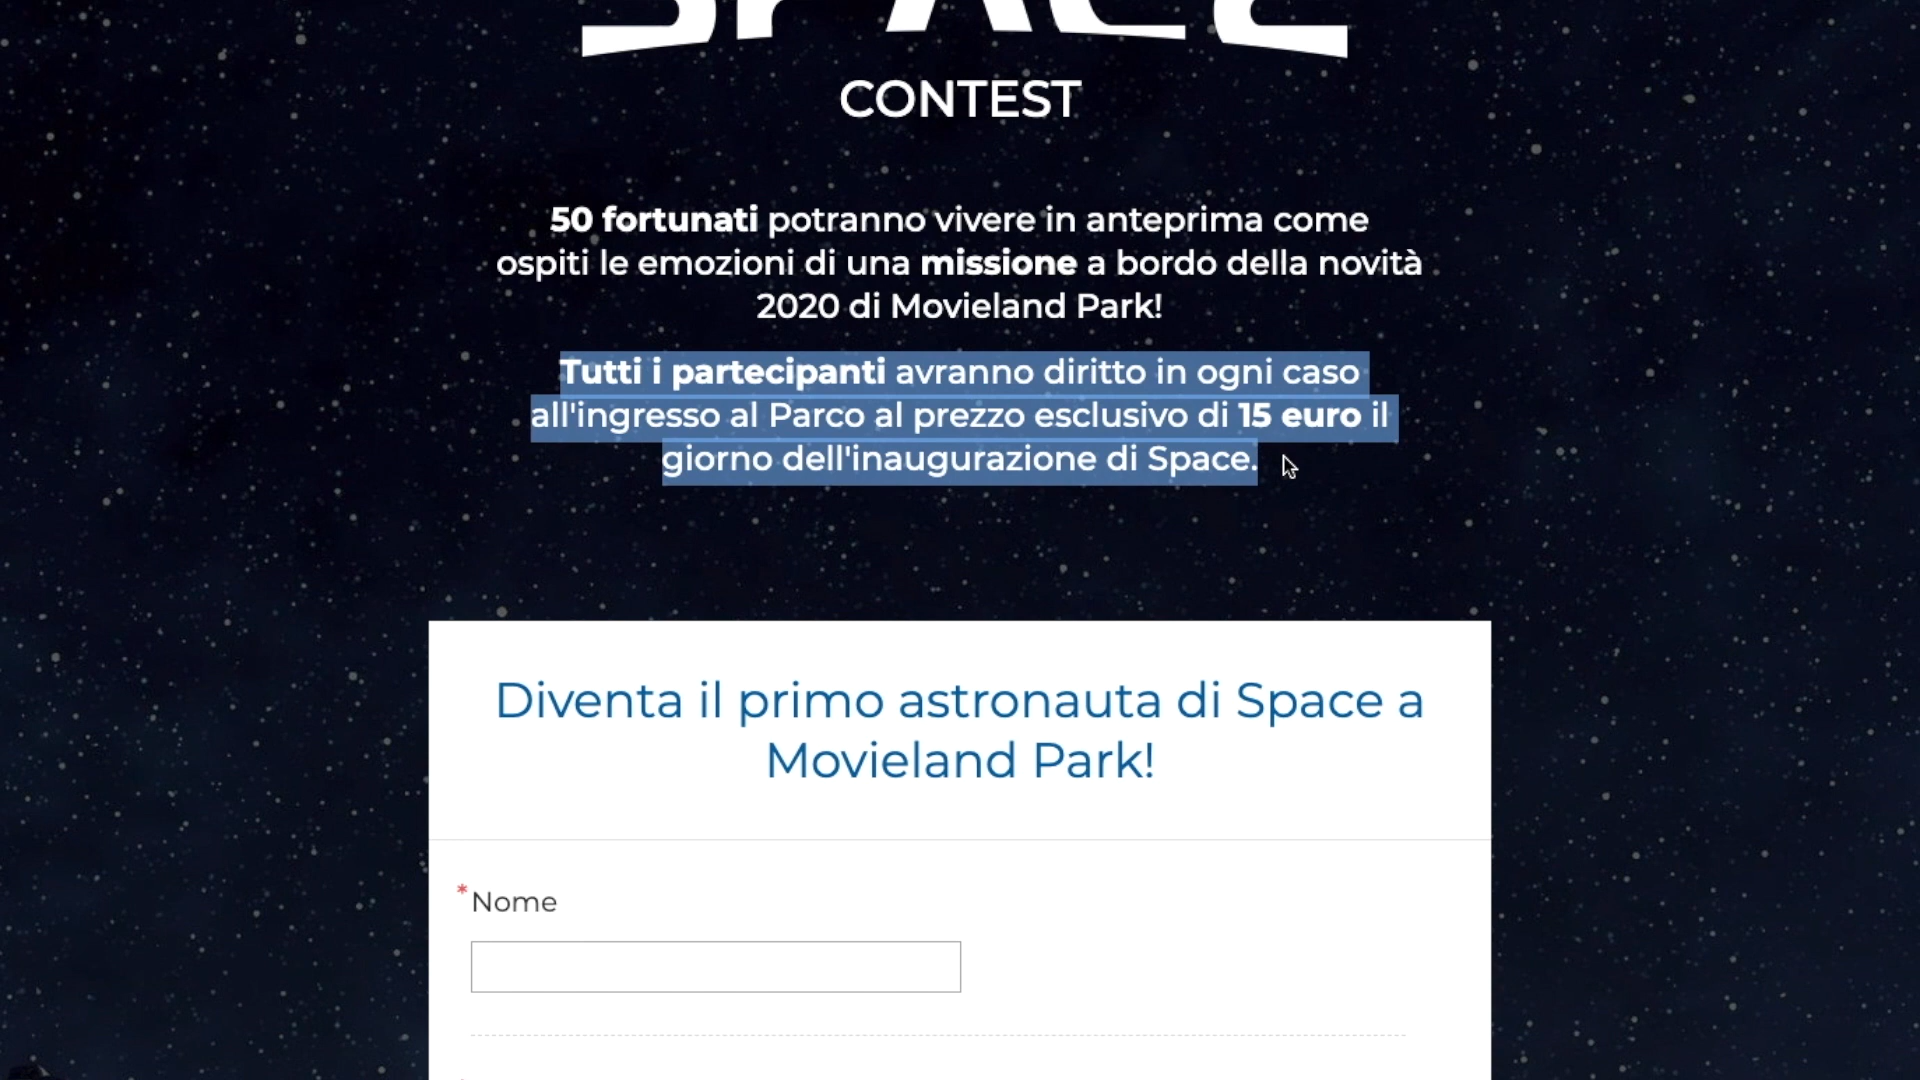 SPACE
CONTEST
50 fortunati potranno vivere in anteprima come
ospiti le emozioni di una missione a bordo della novità
2020 di Movieland Park!
Tutti i partecipanti avranno diritto in ogni caso
all'ingresso al Parco al prezzo esclusivo di 15 euro il
giorno dell'inaugurazione di Space.
Diventa il primo astronauta di Space a
Movieland Park!
* Nome